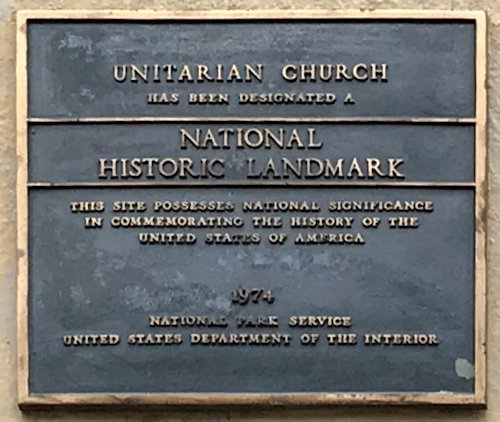 UNITARIAN CHURCH
HAS BEEN DESIGNATED A
NATIONAL
HISTORIC LANDMARK
THIS SITE POSSESSES NATIONAL SIGNIFICANCE
IN COMMEMORATING THE HISTORY OF THE
UNITED STATES OF AMERICA
1974
NATIONAL PARK SERVICE
UNITED STATES DEPARTMENT OF THE INTERIOR